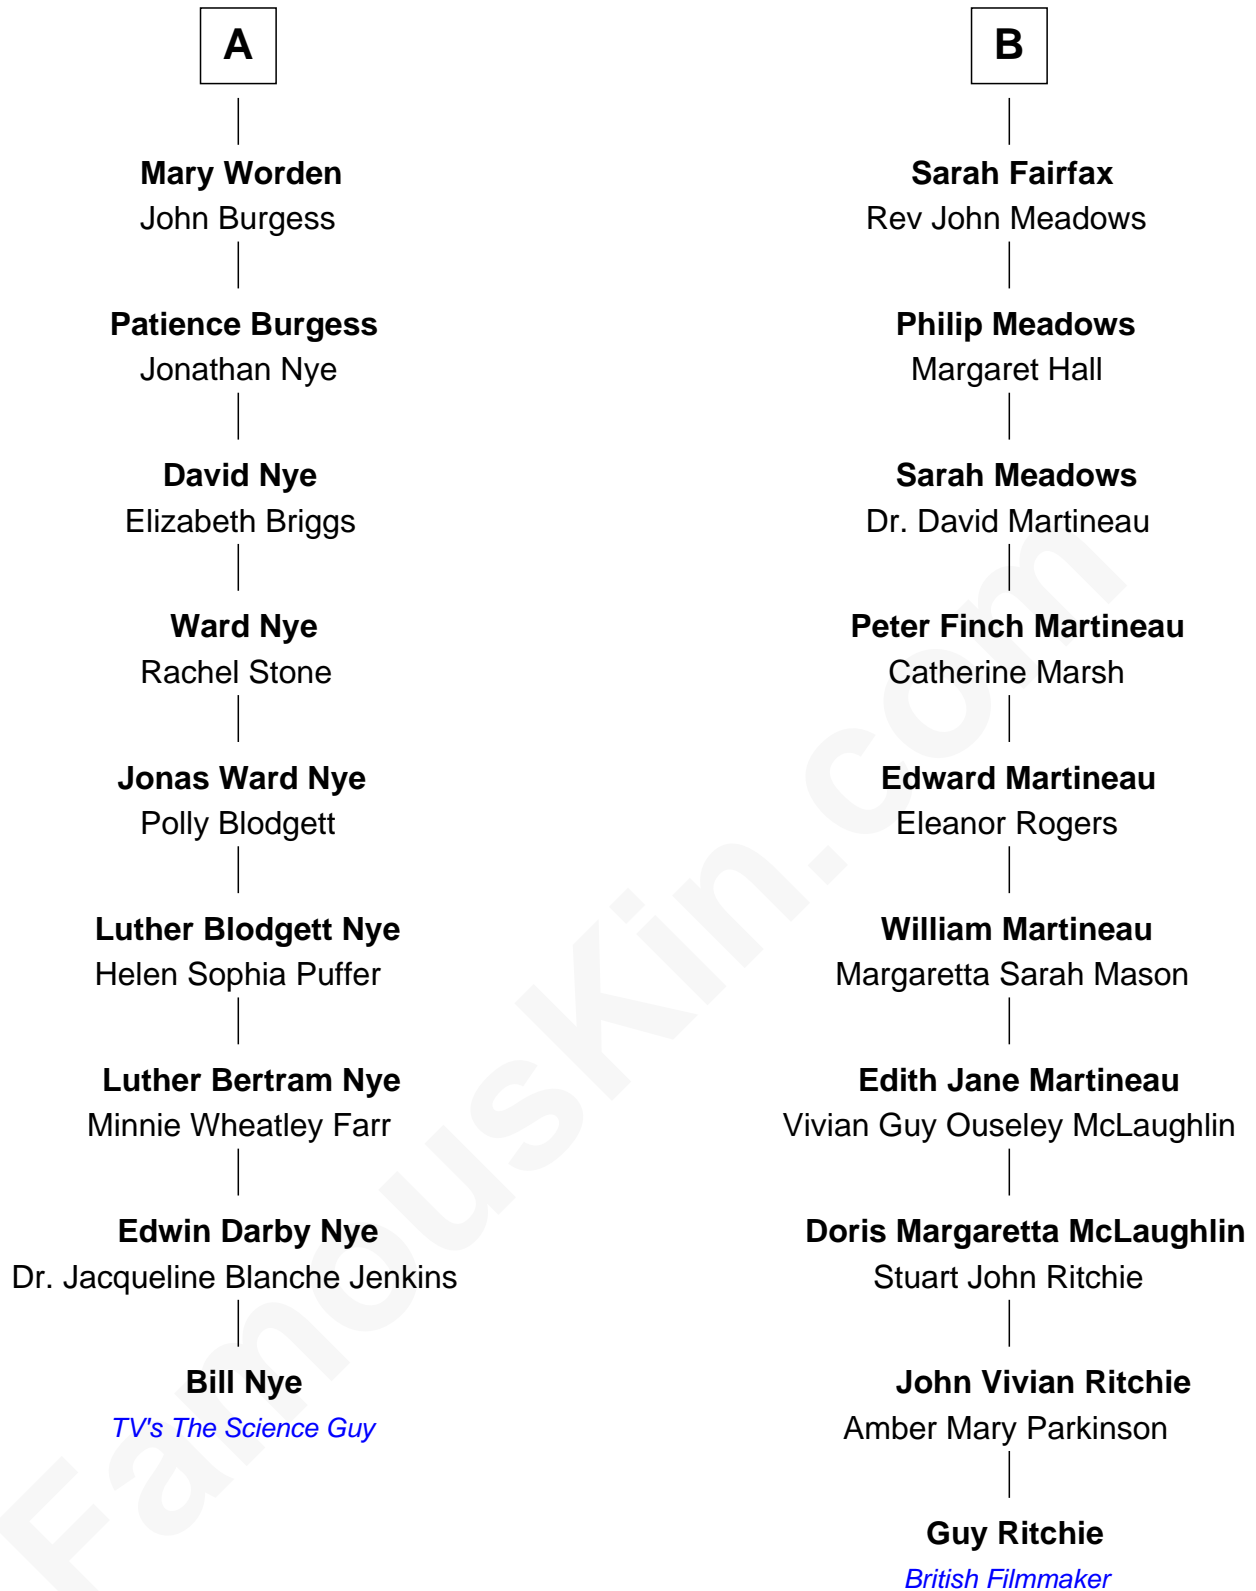 A
Mary Worden
John Burgess
Patience Burgess
Jonathan Nye
David Nye
Elizabeth Briggs
Ward Nye
Rachel Stone
Jonas Ward Nye
Polly Blodgett
Luther Blodgett Nye
Helen Sophia Puffer
Luther Bertram Nye
Minnie Wheatley Farr
Edwin Darby Nye
Dr. Jacqueline Blanche Jenkins
Bill Nye
TV's The Science Guy
B
Sarah Fairfax
Rev John Meadows
Philip Meadows
Margaret Hall
Sarah Meadows
Dr. David Martineau
Peter Finch Martineau
Catherine Marsh
Edward Martineau
Eleanor Rogers
William Martineau
Margaretta Sarah Mason
Edith Jane Martineau
Vivian Guy Ouseley McLaughlin
Doris Margaretta McLaughlin
Stuart John Ritchie
John Vivian Ritchie
Amber Mary Parkinson
Guy Ritchie
British Filmmaker
FamousKin.com